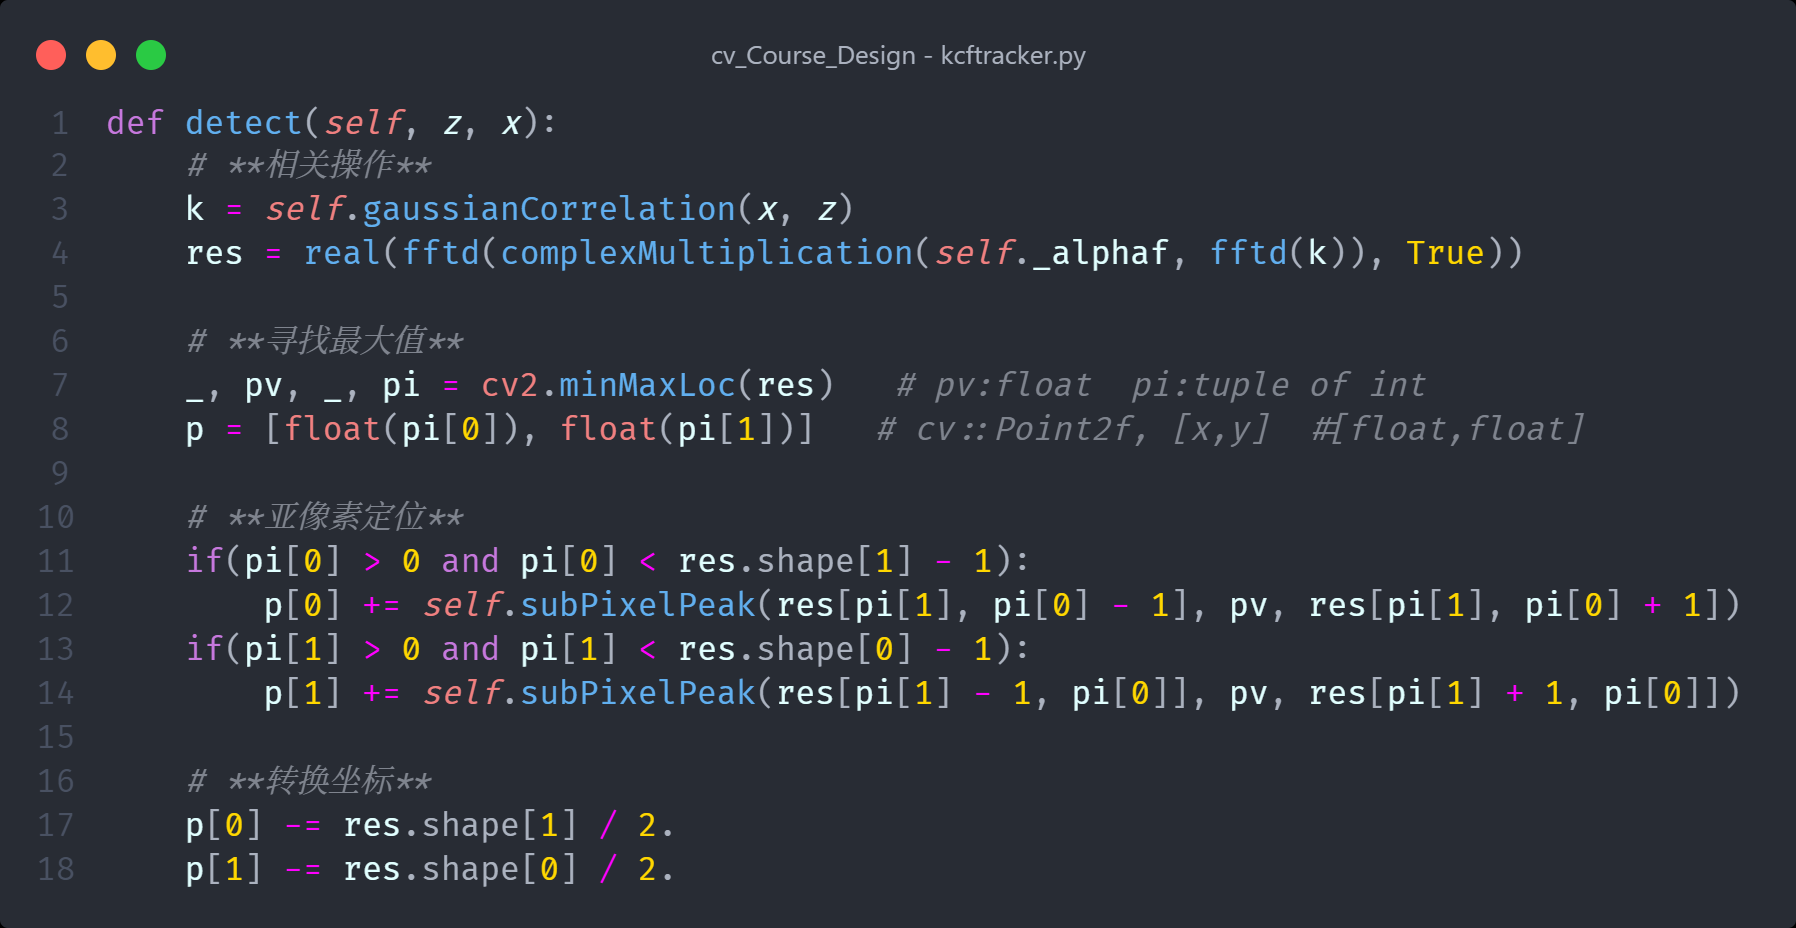 cv_Course_Design - kcftracker.py
1 def detect(self, z, x):
2     # **相关操作**
3     k = self.gaussianCorrelation(x, z)
4     res = real(fftd(complexMultiplication(self._alphaf, fftd(k)), True))
5
6     # **寻找最大值**
7     _, pv, _, pi = cv2.minMaxLoc(res)   # pv:float  pi:tuple of int
8     p = [float(pi[0]), float(pi[1])]   # cv::Point2f, [x,y]  #[float,float]
9
10     # **亚像素定位**
11     if(pi[0] > 0 and pi[0] < res.shape[1] - 1):
12         p[0] += self.subPixelPeak(res[pi[1], pi[0] - 1], pv, res[pi[1], pi[0] + 1])
13     if(pi[1] > 0 and pi[1] < res.shape[0] - 1):
14         p[1] += self.subPixelPeak(res[pi[1] - 1, pi[0]], pv, res[pi[1] + 1, pi[0]])
15
16     # **转换坐标**
17     p[0] -= res.shape[1] / 2.
18     p[1] -= res.shape[0] / 2.